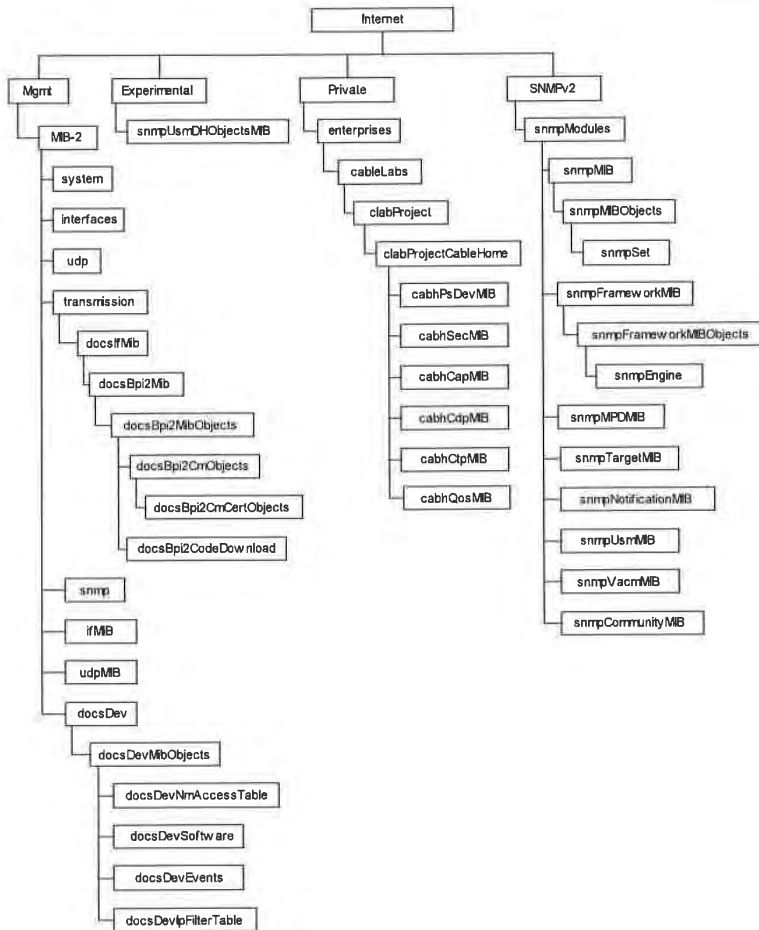 Internet
Mgmt
MIB-2
system
interfaces
udp
transmission
docsIfMib
docsBpi2Mib
docsBpi2MibObjects
docsBpi2CmObjects
docsBpi2CmCertObjects
docsBpi2CodeDownload
snmp
ifMIB
udpMIB
docsDev
docsDevMibObjects
docsDevNmAccessTable
docsDevSoftware
docsDevEvents
docsDevIpFilterTable
Experimental
snmpUsmDHObjectsMIB
Private
enterprises
cableLabs
clabProject
clabProjectCableHome
cabhPsDevMIB
cabhSecMIB
cabhCapMIB
cabhCdpMIB
cabhCtpMIB
cabhQosMIB
SNMPv2
snmpModules
snmpMIB
snmpMIBObjects
snmpSet
snmpFrameworkMIB
snmpFrameworkMIBObjects
snmpEngine
snmpMPDMIB
snmpTargetMIB
snmpNotificationMIB
snmpUsmMIB
snmpVacmMIB
snmpCommunityMIB